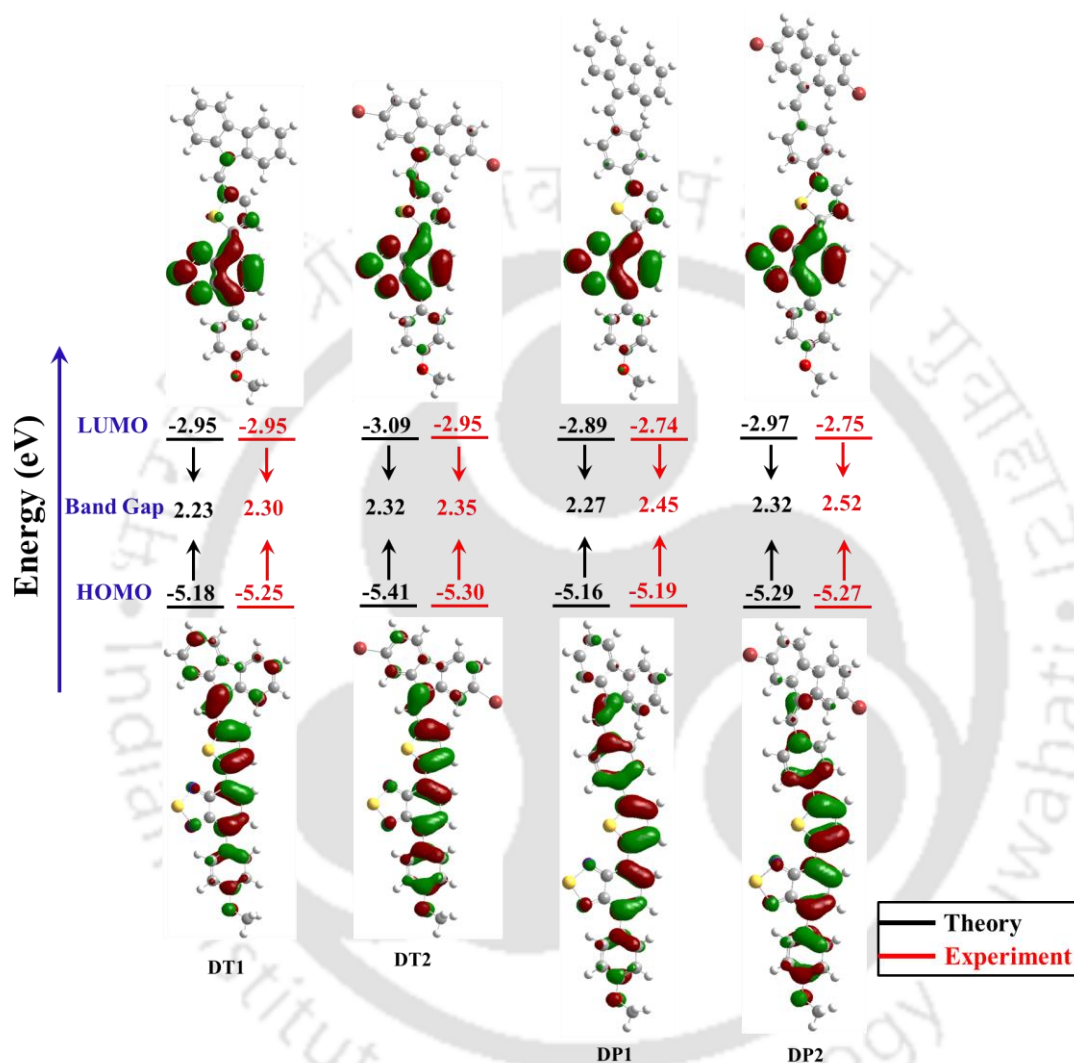 Energy (eV)
LUMO
-2.95 -2.95 -3.09 -2.95 -2.89 -2.74 -2.97 -2.75
Band Gap
2.23 2.30 2.32 2.35 2.27 2.45 2.32 2.52
HOMO
-5.18 -5.25 -5.41 -5.30 -5.16 -5.19 -5.29 -5.27
DT1 DT2 DP1 DP2
Theory
Experiment